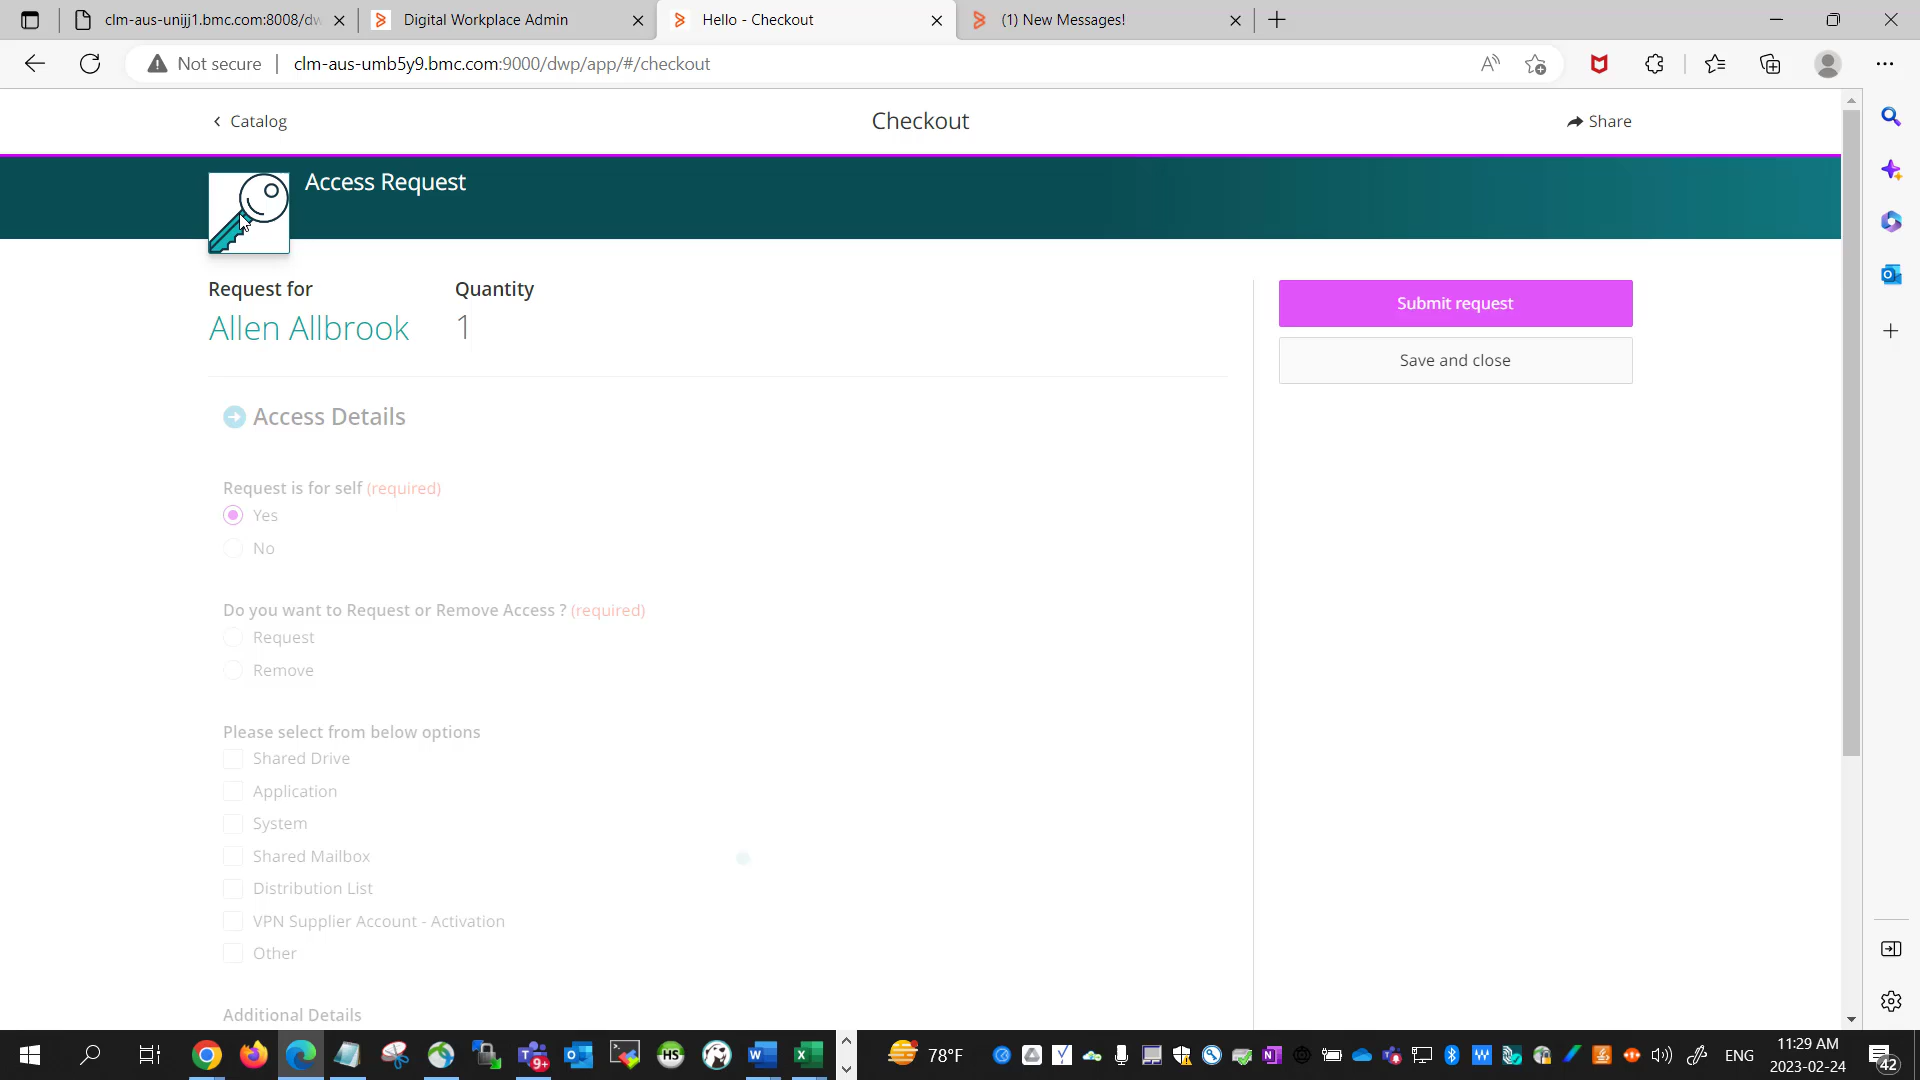 clm-aus-unijj1.bmc.com:8008/dw
Digital Workplace Admin
Hello - Checkout
(1) New Messages!
Not secure
clm-aus-umb5y9.bmc.com:9000/dwp/app/#/checkout
Catalog
Checkout
Share
Access Request
Request for
Quantity
Allen Allbrook
1
Submit request
Save and close
Access Details
Request is for self (required)
Yes
No
Do you want to Request or Remove Access ? (required)
Request
Remove
Please select from below options
Shared Drive
Application
System
Shared Mailbox
Distribution List
VPN Supplier Account - Activation
Other
Additional Details
9+
HS
78°F
ENG
11:29 AM
2023-02-24
42